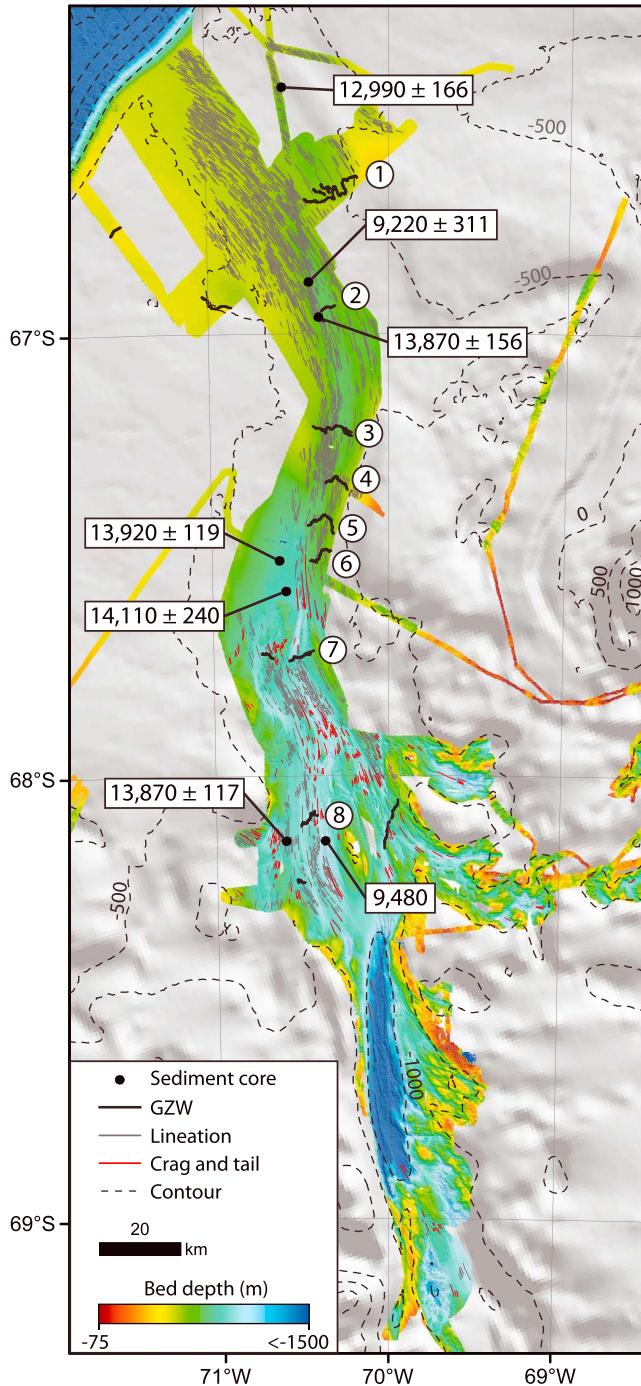 12,990 ± 166
-500
1
9,220 ± 311
-500
2
67°S
13,870 ± 156
3
4
5
0
13,920 ± 119
6
500
1000
14,110 ± 240
7
68°S
13,870 ± 117
8
-500
9,480
-1000
Sediment core
GZW
Lineation
Crag and tail
Contour
69°S
20
km
Bed depth (m)
-75
<-1500
71°W
70°W
69°W